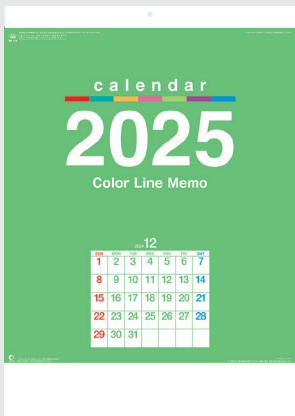 calendar
2025
Color Line Memo
2024 12
SUN MON TUE WED THU FRI SAT
1 2 3 4 5 6 7
8 9 10 11 12 13 14
15 16 17 18 19 20 21
22 23 24 25 26 27 28
29 30 31